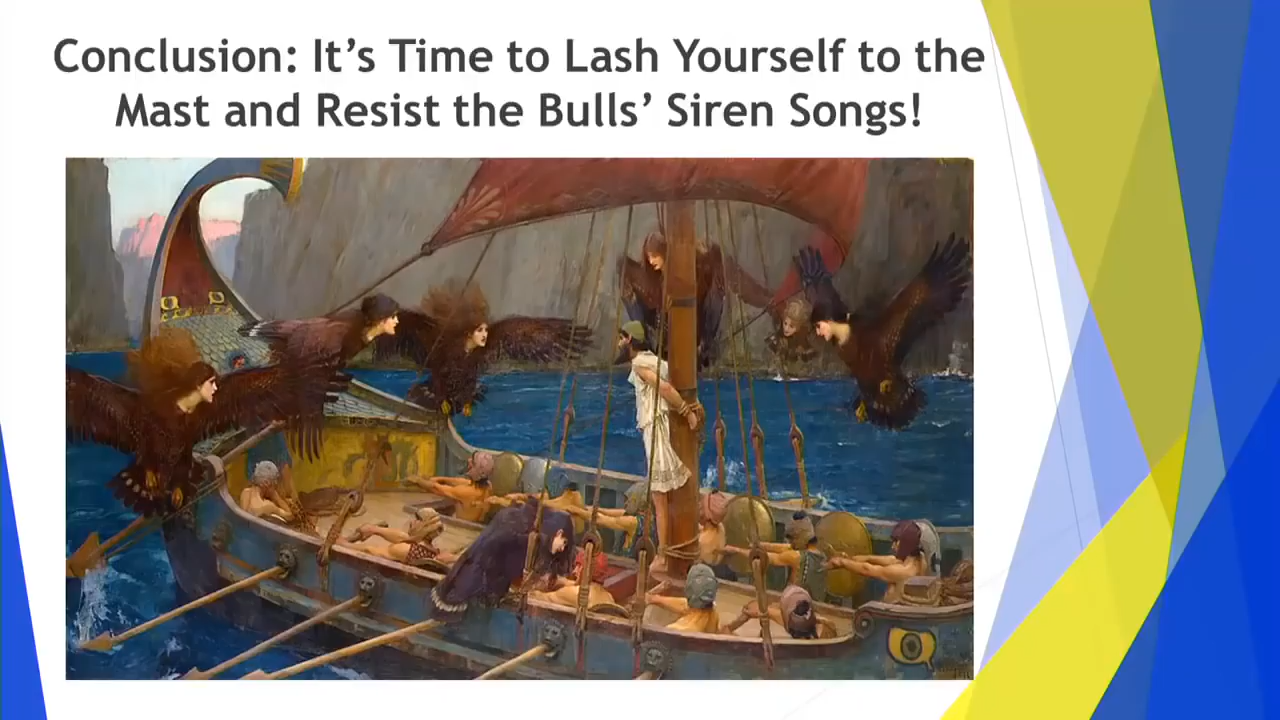 Conclusion: It’s Time to Lash Yourself to the
Mast and Resist the Bulls’ Siren Songs!